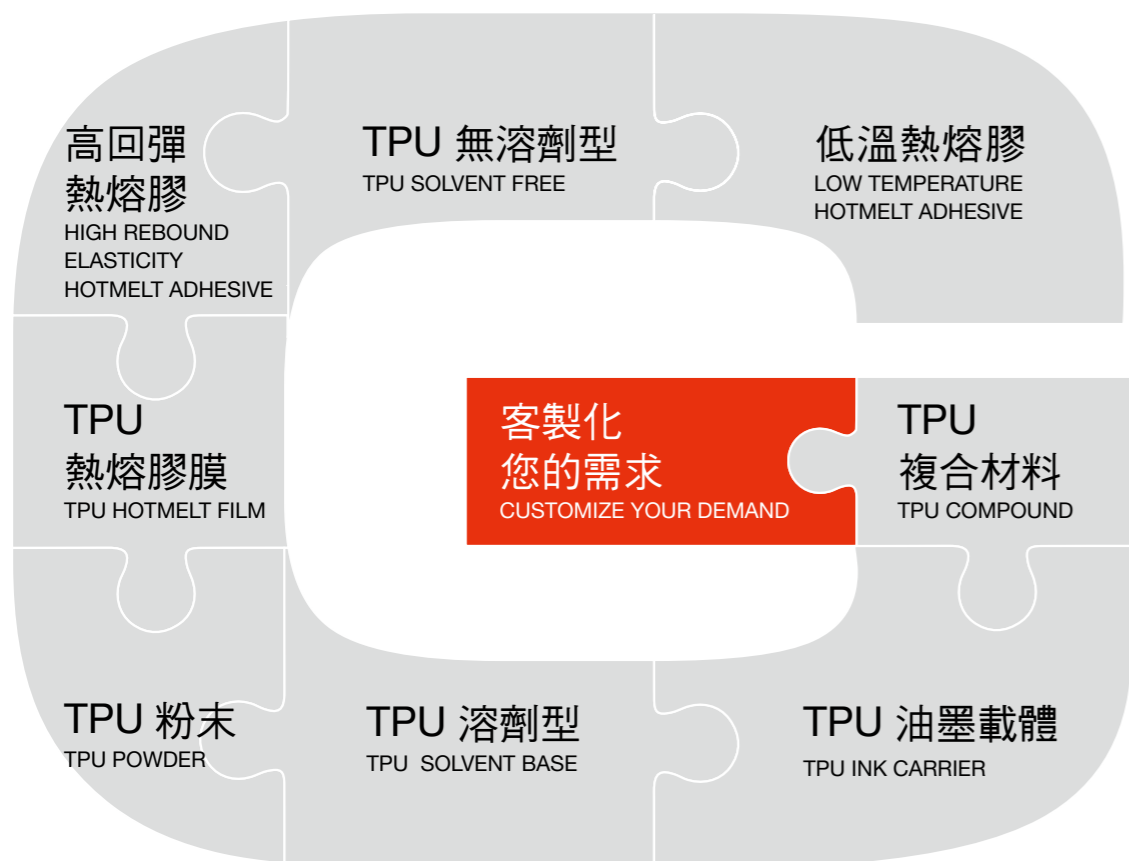 高回彈
熱熔膠
HIGH REBOUND
ELASTICITY
HOTMELT ADHESIVE
TPU 無溶劑型
TPU SOLVENT FREE
低溫熱熔膠
LOW TEMPERATURE
HOTMELT ADHESIVE
TPU
熱熔膠膜
TPU HOTMELT FILM
客製化
您的需求
CUSTOMIZE YOUR DEMAND
TPU
複合材料
TPU COMPOUND
TPU 粉末
TPU POWDER
TPU 溶劑型
TPU SOLVENT BASE
TPU 油墨載體
TPU INK CARRIER